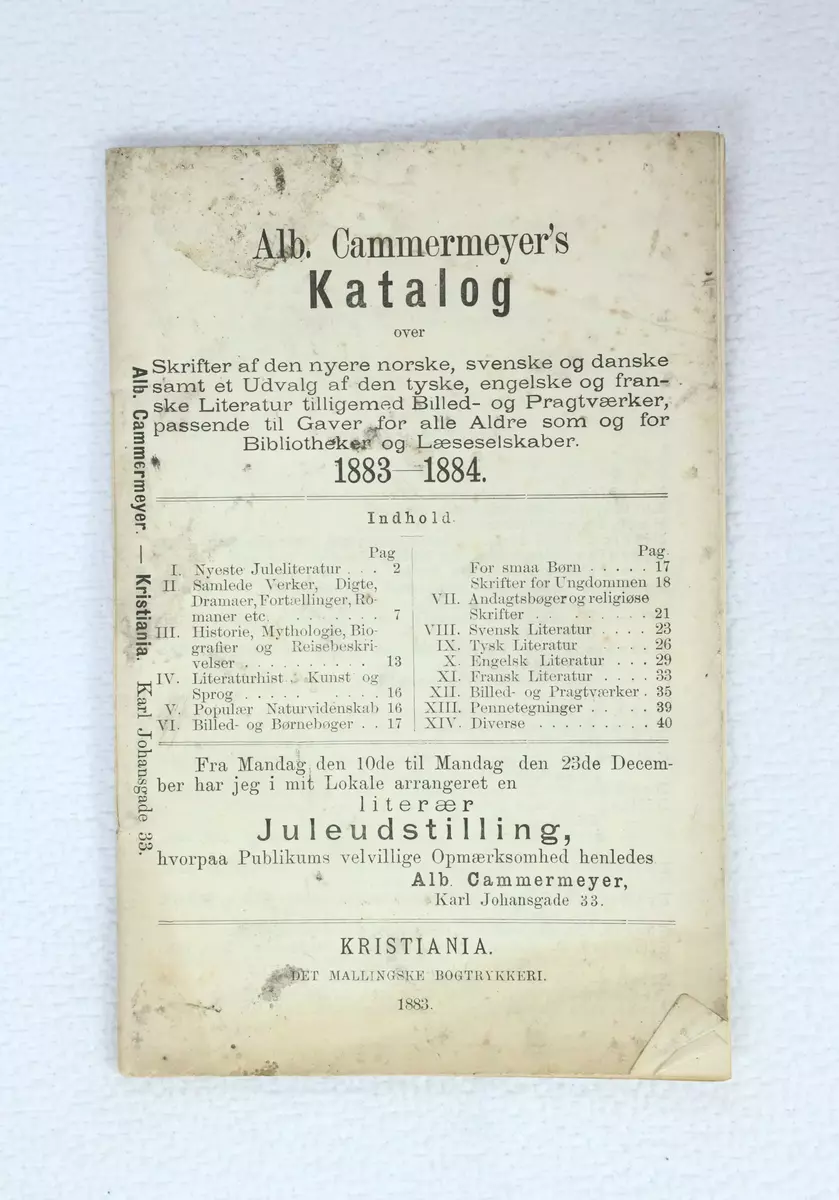 Alb. Cammermeyer's
Katalog
over
Skrifter af den nyere norske, svenske og danske
samt et Udvalg af den tyske, engelske og fran-
ske Literatur tilligemed Billed- og Pragtværker,
passende til Gaver for alle Aldre som og for
Bibliotheker og Læseselskaber.
1883—1884.
Indhold.
Pag
I. Nyeste Juleliteratur . . . 2
II Samlede Verker, Digte,
Dramaer, Fortællinger, Ro-
maner etc. . . . . . . . 7
III. Historie, Mythologie, Bio-
grafier og Reisebeskri-
velser . . . . . . . . . 13
IV. Literaturhist., Kunst og
Sprog . . . . . . . . . 16
V. Populær Naturvidenskab 16
VI. Billed- og Børnebøger . . 17
Pag.
For smaa Børn . . . . . 17
Skrifter for Ungdommen 18
VII. Andagtsbøger og religiøse
Skrifter . . . . . . . . 21
VIII. Svensk Literatur . . . . 23
IX. Tysk Literatur . . . . 26
X. Engelsk Literatur . . . 29
XI. Fransk Literatur . . . . 33
XII. Billed- og Pragtværker . 35
XIII. Pennetegninger . . . . . 39
XIV. Diverse . . . . . . . . . 40
Fra Mandag den 10de til Mandag den 23de Decem-
ber har jeg i mit Lokale arrangeret en
literær
Juleudstilling,
hvorpaa Publikums velvillige Opmærksomhed henledes
Alb. Cammermeyer,
Karl Johansgade 33.
KRISTIANIA.
DET MALLINGSKE BOGTRYKKERI.
1883.
Alb. Cammermeyer. — Kristiania. Karl Johansgade 33.